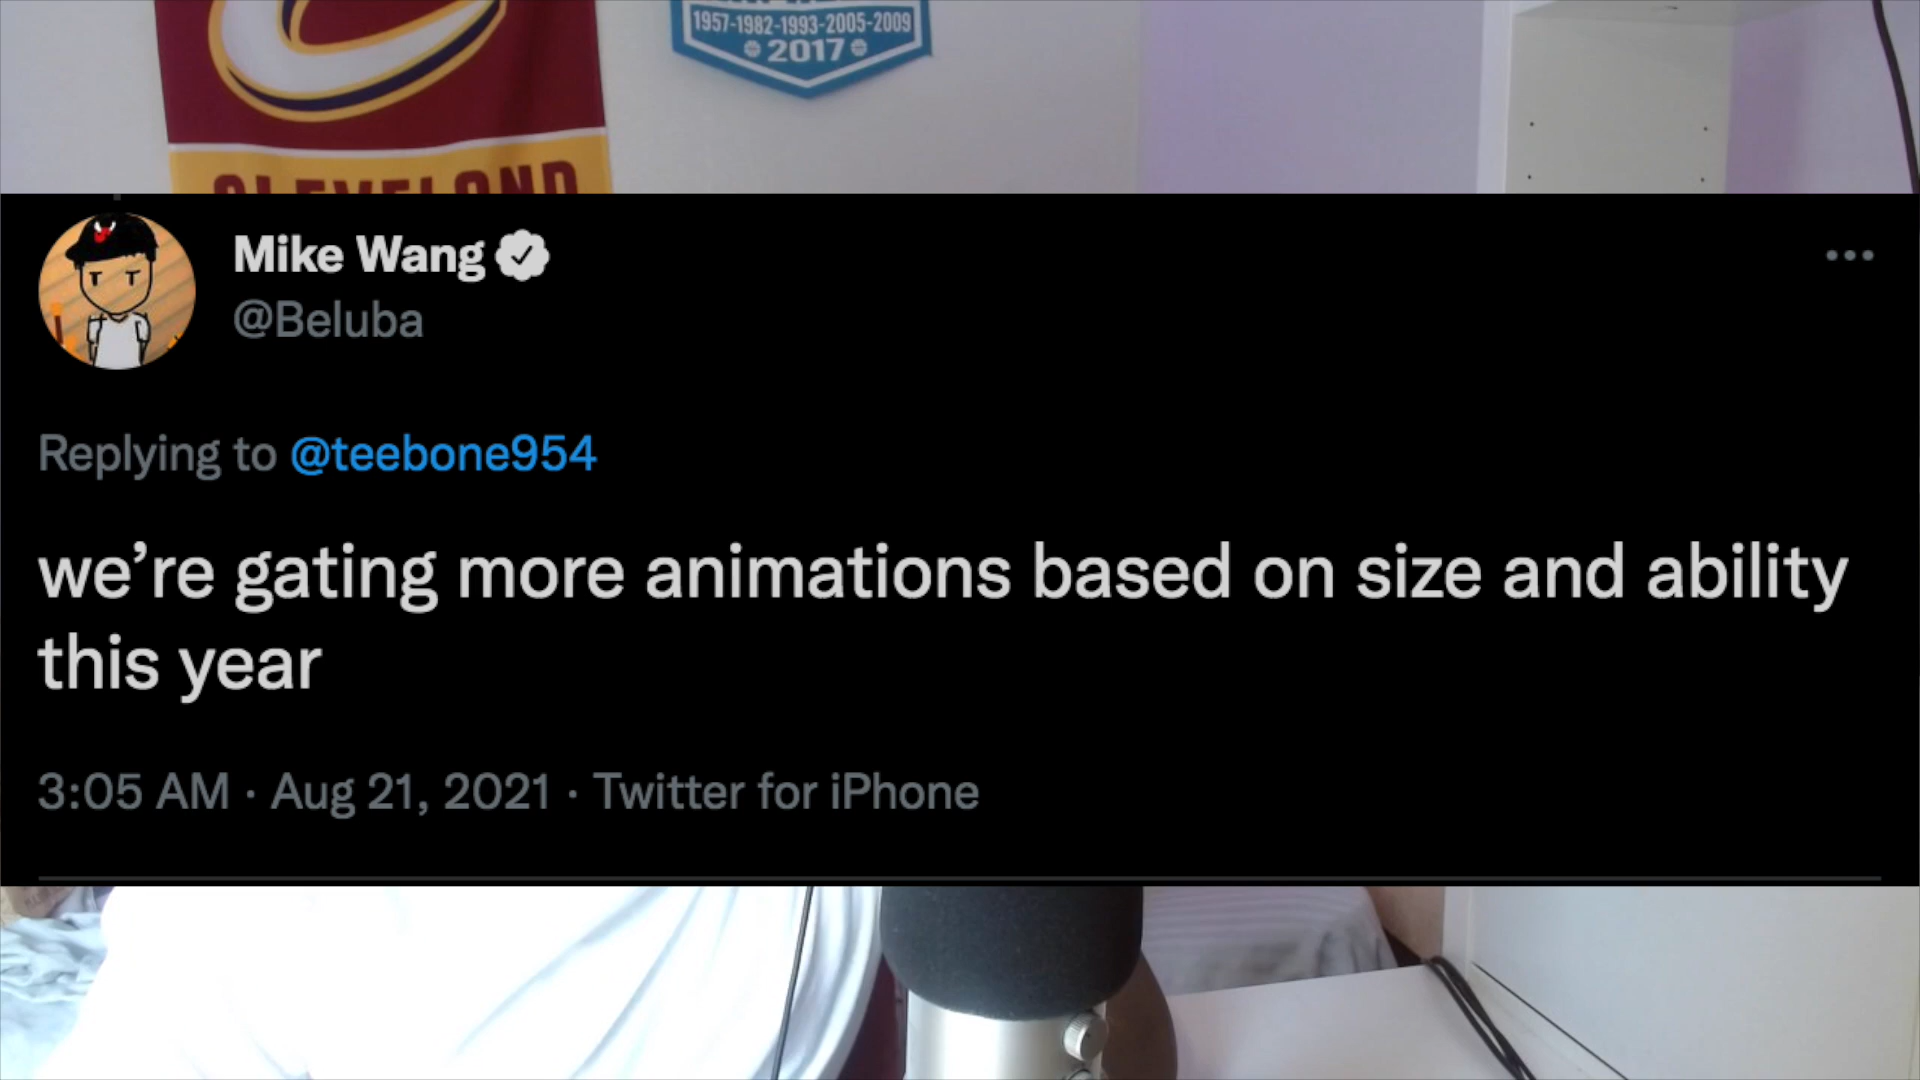 1957-1982-1993-2005-2009
2017
CLEVELAND
Mike Wang
@Beluba
Replying to @teebone954
we’re gating more animations based on size and ability
this year
3:05 AM · Aug 21, 2021 · Twitter for iPhone